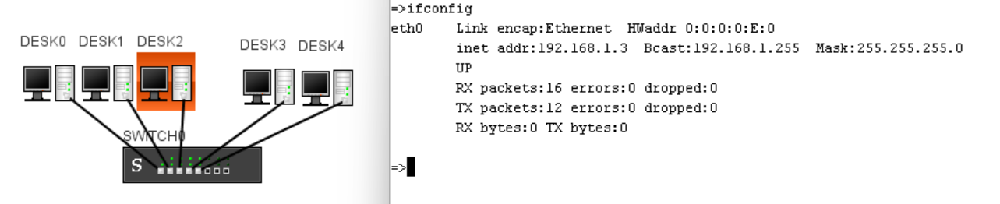 DESK0 DESK1 DESK2 DESK3 DESK4
SWITCH0
S
=>ifconfig
eth0 Link encap:Ethernet HWaddr 0:0:0:0:E:0
inet addr:192.168.1.3 Bcast:192.168.1.255 Mask:255.255.255.0
UP
RX packets:16 errors:0 dropped:0
TX packets:12 errors:0 dropped:0
RX bytes:0 TX bytes:0
=>